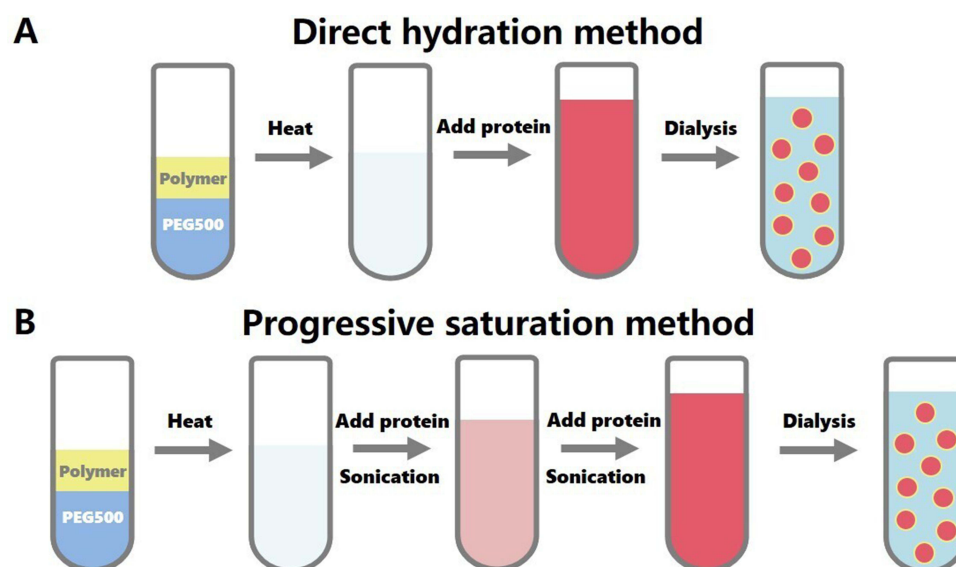 A
Direct hydration method
Heat
Add protein
Dialysis
Polymer
PEG500
B
Progressive saturation method
Heat
Add protein
Sonication
Add protein
Sonication
Dialysis
Polymer
PEG500